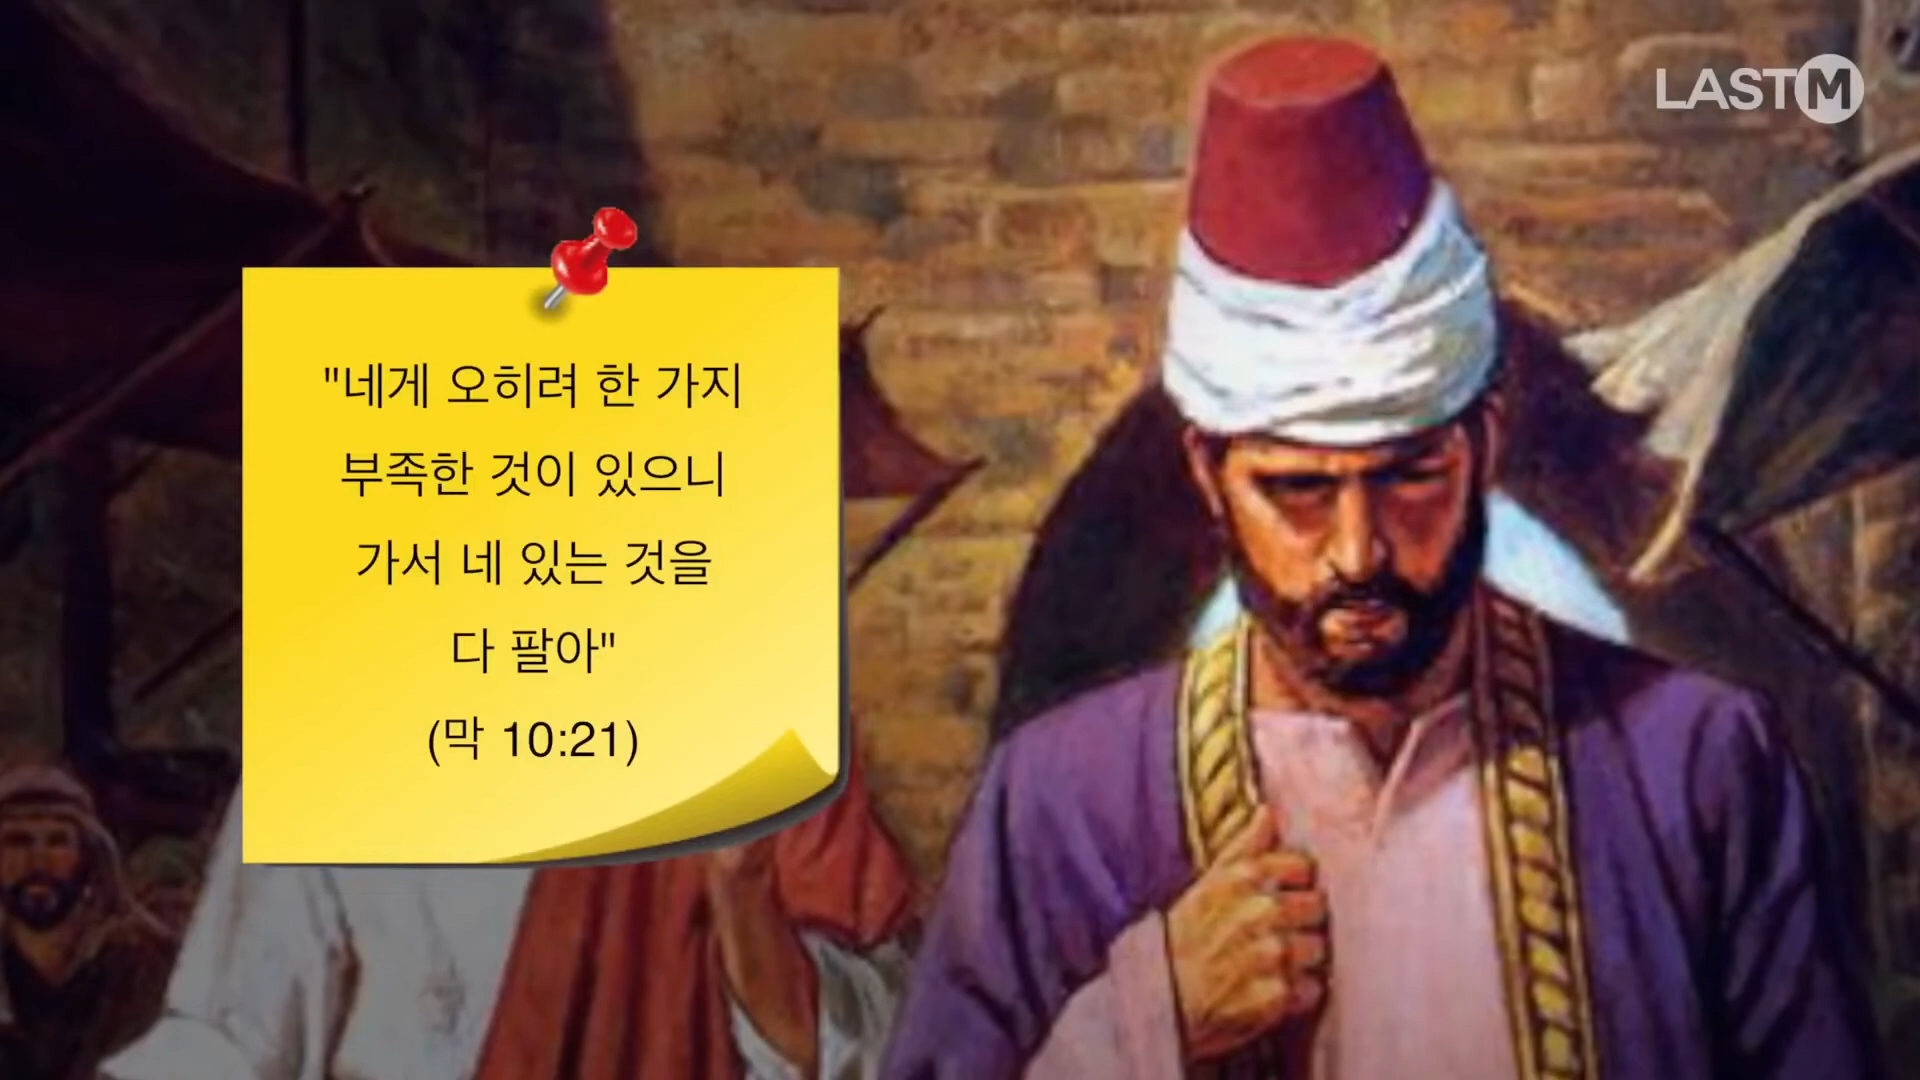 LASTM
"네게 오히려 한 가지
부족한 것이 있으니
가서 네 있는 것을
다 팔아"
(막 10:21)